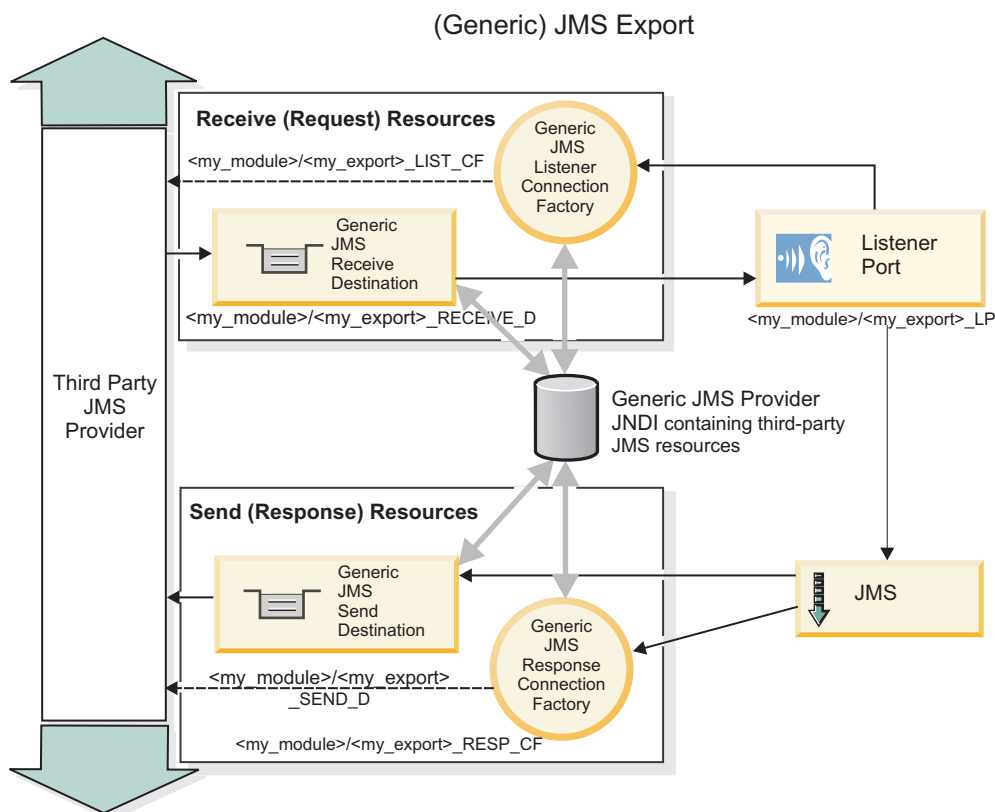 (Generic) JMS Export
Receive (Request) Resources
<my_module>/<my_export>_LIST_CF
Generic
JMS
Listener
Connection
Factory
Generic
JMS
Receive
Destination
<my_module>/<my_export>_RECEIVE_D
Listener
Port
<my_module>/<my_export>_LP
Third Party
JMS
Provider
Generic JMS Provider
JNDI containing third-party
JMS resources
Send (Response) Resources
Generic
JMS
Send
Destination
JMS
Generic
JMS
Response
Connection
Factory
<my_module>/<my_export>
_SEND_D
<my_module>/<my_export>_RESP_CF